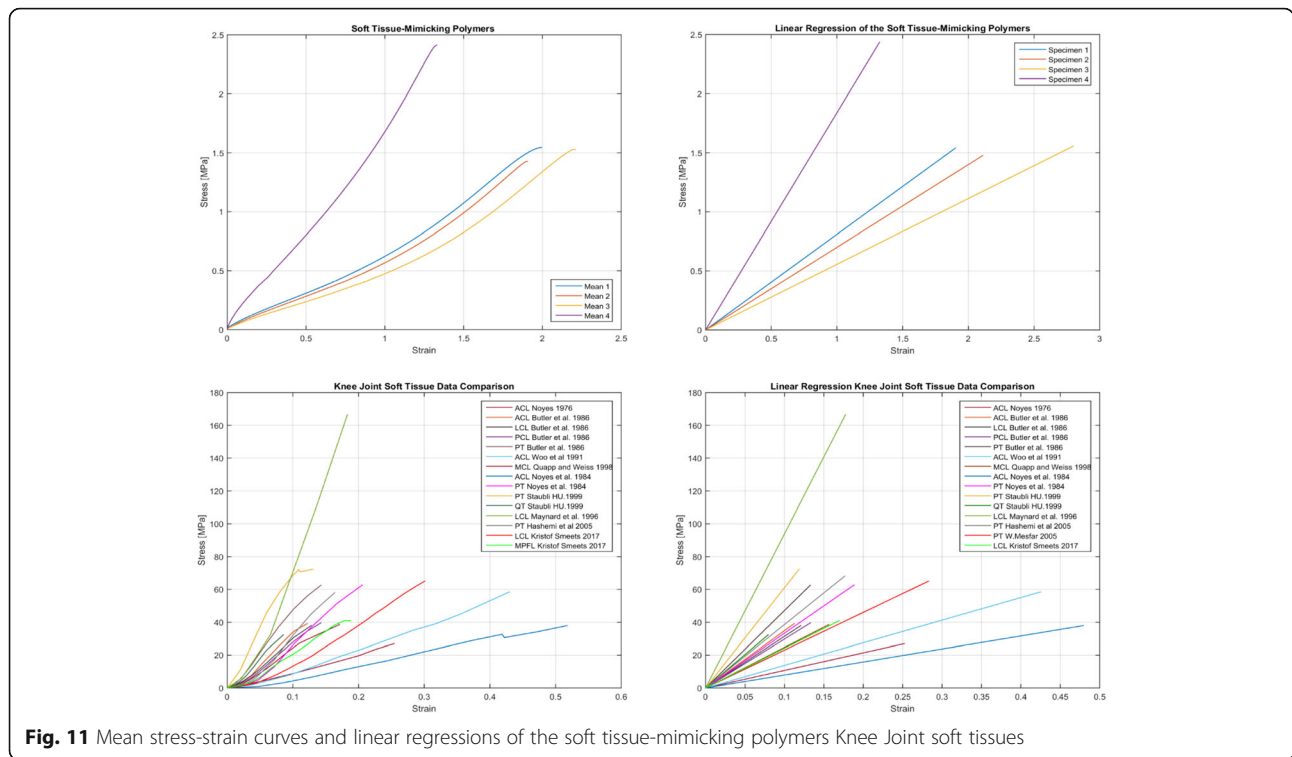 Soft Tissue-Mimicking Polymers
2.5
2
1.5
1
0.5
0
Stress [MPa]
0 0.5 1 1.5 2 2.5
Strain
Mean 1
Mean 2
Mean 3
Mean 4
Linear Regression of the Soft Tissue-Mimicking Polymers
2.5
2
1.5
1
0.5
0
Stress [MPa]
0 0.5 1 1.5 2 2.5 3
Strain
Specimen 1
Specimen 2
Specimen 3
Specimen 4
Knee Joint Soft Tissue Data Comparison
180
160
140
120
100
80
60
40
20
0
Stress [MPa]
0 0.1 0.2 0.3 0.4 0.5 0.6
Strain
ACL Noyes 1976
ACL Butler et al. 1986
LCL Butler et al. 1986
PCL Butler et al. 1986
PT Butler et al. 1986
ACL Woo et al 1991
MCL Quapp and Weiss 1998
ACL Noyes et al. 1984
PT Noyes et al. 1984
PT Staubli HU.1999
QT Staubli HU.1999
LCL Maynard et al. 1996
PT Hashemi et al 2005
LCL Kristof Smeets 2017
MPFL Kristof Smeets 2017
Linear Regression Knee Joint Soft Tissue Data Comparison
180
160
140
120
100
80
60
40
20
0
Stress [MPa]
0 0.05 0.1 0.15 0.2 0.25 0.3 0.35 0.4 0.45 0.5
Strain
ACL Noyes 1976
ACL Butler et al. 1986
LCL Butler et al. 1986
PCL Butler et al. 1986
PT Butler et al. 1986
ACL Woo et al 1991
MCL Quapp and Weiss 1998
ACL Noyes et al. 1984
PT Noyes et al. 1984
PT Staubli HU.1999
QT Staubli HU.1999
LCL Maynard et al. 1996
PT Hashemi et al 2005
PT W.Mesfar 2005
LCL Kristof Smeets 2017
Fig. 11 Mean stress-strain curves and linear regressions of the soft tissue-mimicking polymers Knee Joint soft tissues